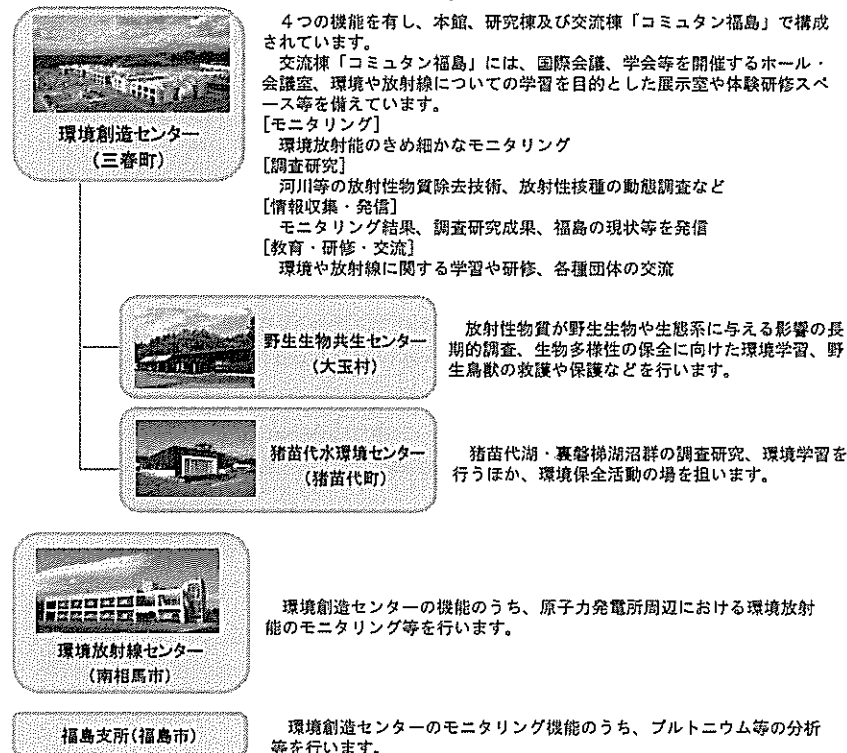 4つの機能を有し、本館、研究棟及び交流棟「コミュタン福島」で構成
されています。
交流棟「コミュタン福島」には、国際会議、学会等を開催するホール・
会議室、環境や放射線についての学習を目的とした展示室や体験研修スペ
ース等を備えています。
[モニタリング]
環境放射能のきめ細かなモニタリング
[調査研究]
河川等の放射性物質除去技術、放射性核種の動態調査など
[情報収集・発信]
モニタリング結果、調査研究成果、福島の現状等を発信
[教育・研修・交流]
環境や放射線に関する学習や研修、各種団体の交流
環境創造センター
(三春町)
野生生物共生センター
(大玉村)
放射性物質が野生生物や生態系に与える影響の長
期的調査、生物多様性の保全に向けた環境学習、野
生鳥獣の救護や保護などを行います。
猪苗代水環境センター
(猪苗代町)
猪苗代湖・裏磐梯湖沼群の調査研究、環境学習を
行うほか、環境保全活動の場を担います。
環境放射線センター
(南相馬市)
環境創造センターの機能のうち、原子力発電所周辺における環境放射
能のモニタリング等を行います。
福島支所(福島市)
環境創造センターのモニタリング機能のうち、プルトニウム等の分析
等を行います。